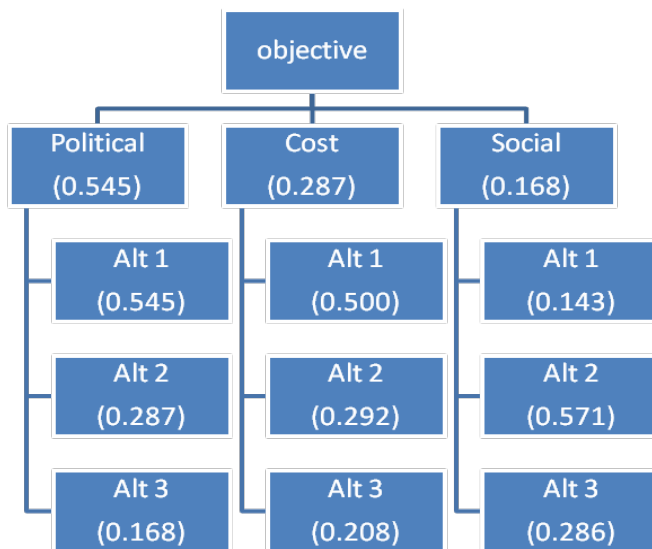 objective
Political
(0.545)
Cost
(0.287)
Social
(0.168)
Alt 1
(0.545)
Alt 1
(0.500)
Alt 1
(0.143)
Alt 2
(0.287)
Alt 2
(0.292)
Alt 2
(0.571)
Alt 3
(0.168)
Alt 3
(0.208)
Alt 3
(0.286)